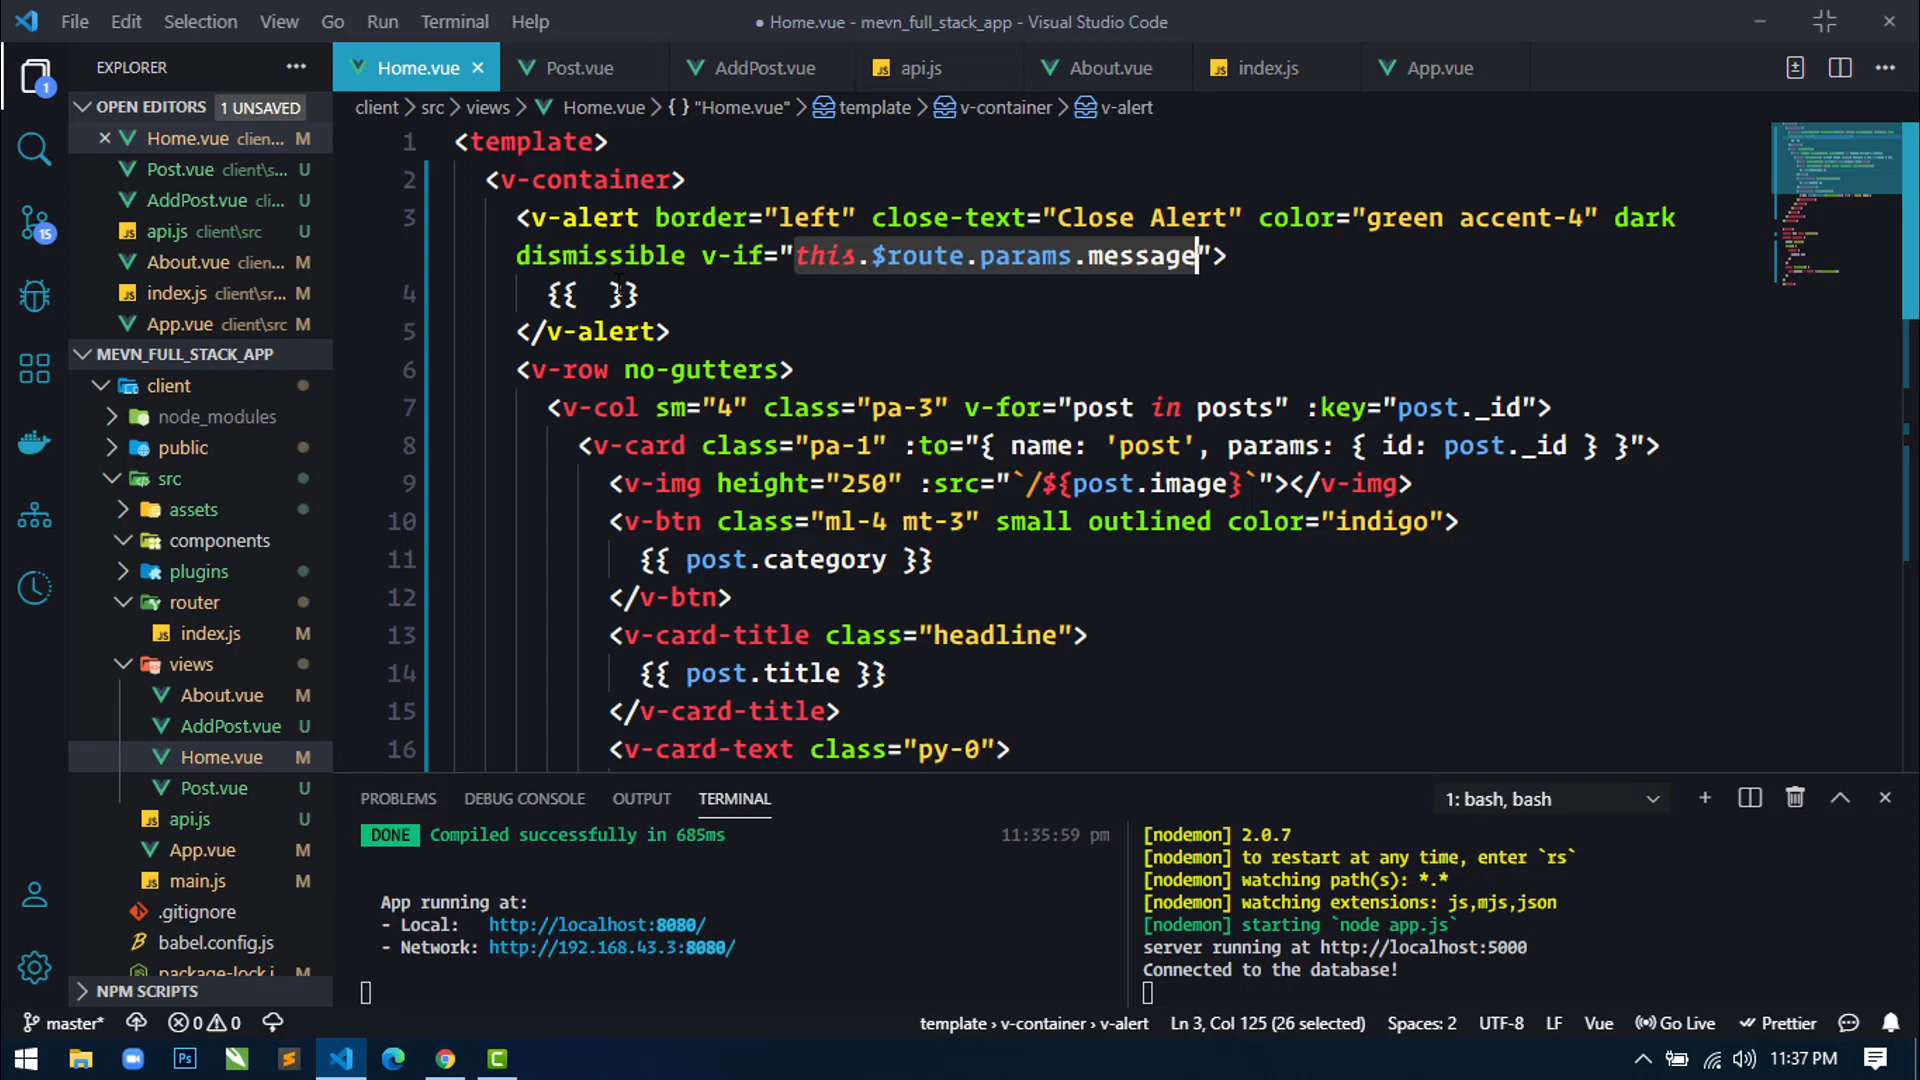 File Edit Selection View Go Run Terminal Help
● Home.vue - mevn_full_stack_app - Visual Studio Code
EXPLORER
Home.vue Post.vue AddPost.vue api.js About.vue index.js App.vue
OPEN EDITORS 1 UNSAVED
Home.vue clien... M
Post.vue client\s... U
AddPost.vue cli... U
api.js client\src U
About.vue clien... M
index.js client\sr... M
App.vue client\src M
MEVN_FULL_STACK_APP
client
node_modules
public
src
assets
components
plugins
router
index.js M
views
About.vue M
AddPost.vue U
Home.vue M
Post.vue U
api.js U
App.vue M
main.js M
.gitignore
babel.config.js
package-lock.j... M
NPM SCRIPTS
1
15
client > src > views > Home.vue > {} "Home.vue" > template > v-container > v-alert
1 <template>
2 <v-container>
3 <v-alert border="left" close-text="Close Alert" color="green accent-4" dark
dismissible v-if="this.$route.params.message">
4 {{  }}
5 </v-alert>
6 <v-row no-gutters>
7 <v-col sm="4" class="pa-3" v-for="post in posts" :key="post._id">
8 <v-card class="pa-1" :to="{ name: 'post', params: { id: post._id } }">
9 <v-img height="250" :src="`/${post.image}`"></v-img>
10 <v-btn class="ml-4 mt-3" small outlined color="indigo">
11 {{ post.category }}
12 </v-btn>
13 <v-card-title class="headline">
14 {{ post.title }}
15 </v-card-title>
16 <v-card-text class="py-0">
PROBLEMS DEBUG CONSOLE OUTPUT TERMINAL
1: bash, bash
DONE Compiled successfully in 685ms 11:35:59 pm
App running at:
- Local: http://localhost:8080/
- Network: http://192.168.43.3:8080/
[nodemon] 2.0.7
[nodemon] to restart at any time, enter `rs`
[nodemon] watching path(s): *.*
[nodemon] watching extensions: js,mjs,json
[nodemon] starting `node app.js`
server running at http://localhost:5000
Connected to the database!
master* 0 0
template > v-container > v-alert Ln 3, Col 125 (26 selected) Spaces: 2 UTF-8 LF Vue Go Live Prettier
11:37 PM